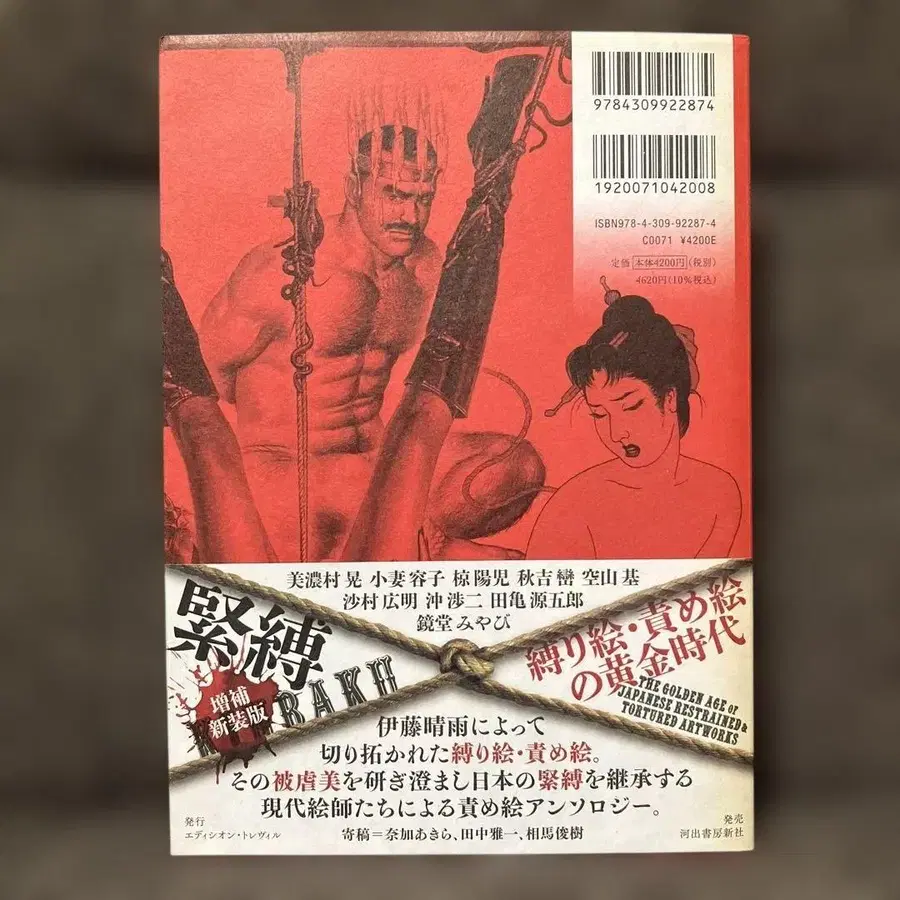 9784309922874
1920071042008
ISBN978-4-309-92287-4
C0071 ¥4200E
定価 本体4200円(税別)
4620円(10%税込)
美濃村 晃 小妻 容子 椋 陽児 秋吉 巒 空山 基
沙村 広明 沖 渉二 田亀 源五郎
鏡堂 みやび
緊縛
BAKU
増補
新装版
縛り絵・責め絵
の黄金時代
THE GOLDEN AGE of
JAPANESE RESTRAINED &
TORTURED ARTWORKS
伊藤晴雨によって
切り拓かれた縛り絵・責め絵。
その被虐美を研ぎ澄まし日本の緊縛を継承する
現代絵師たちによる責め絵アンソロジー。
寄稿=奈加あきら、田中雅一、相馬俊樹
発行
エディシオン・トレヴィル
発売
河出書房新社